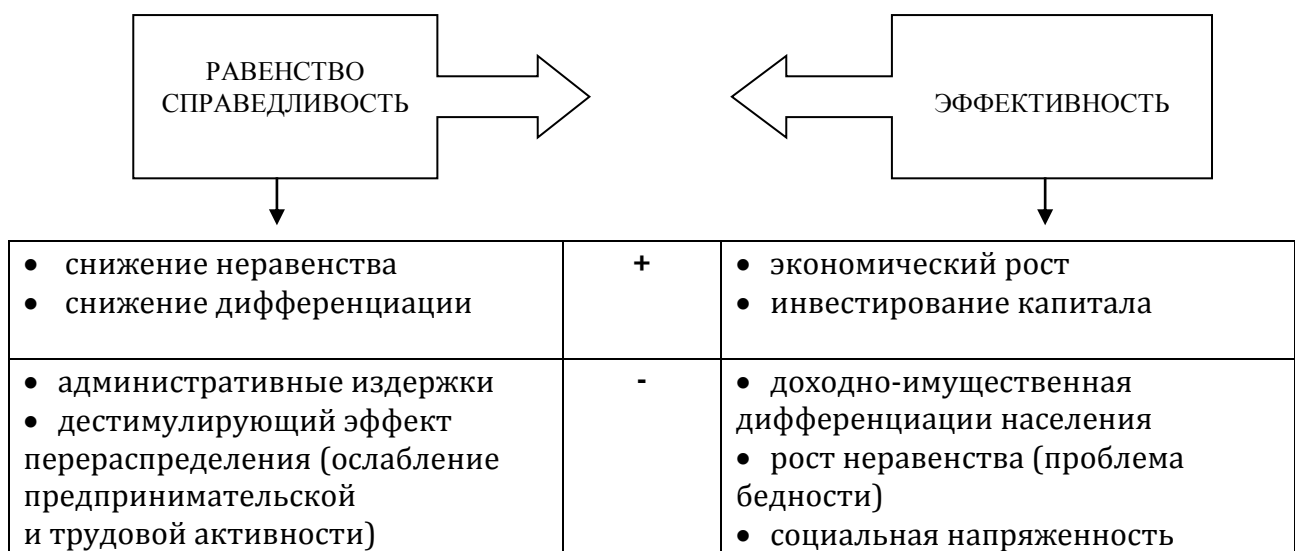 РАВЕНСТВО
СПРАВЕДЛИВОСТЬ
ЭФФЕКТИВНОСТЬ
• снижение неравенства
• снижение дифференциации
+
• экономический рост
• инвестирование капитала
• административные издержки
• дестимулирующий эффект
перераспределения (ослабление
предпринимательской
и трудовой активности)
-
• доходно-имущественная
дифференциации населения
• рост неравенства (проблема
бедности)
• социальная напряженность